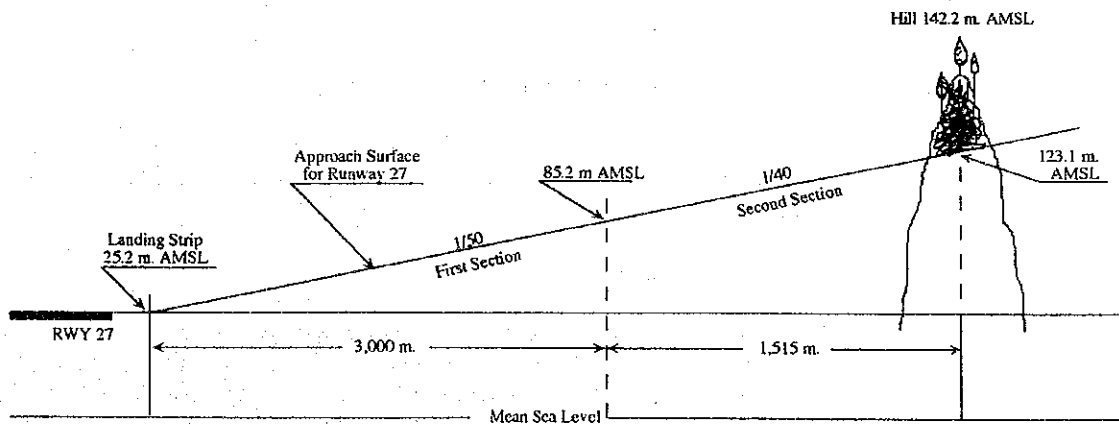 Hill 142.2 m. AMSL
Approach Surface
for Runway 27
85.2 m AMSL
1/40
Second Section
123.1 m.
AMSL
Landing Strip
25.2 m. AMSL
1/50
First Section
RWY 27
3,000 m.
1,515 m.
Mean Sea Level